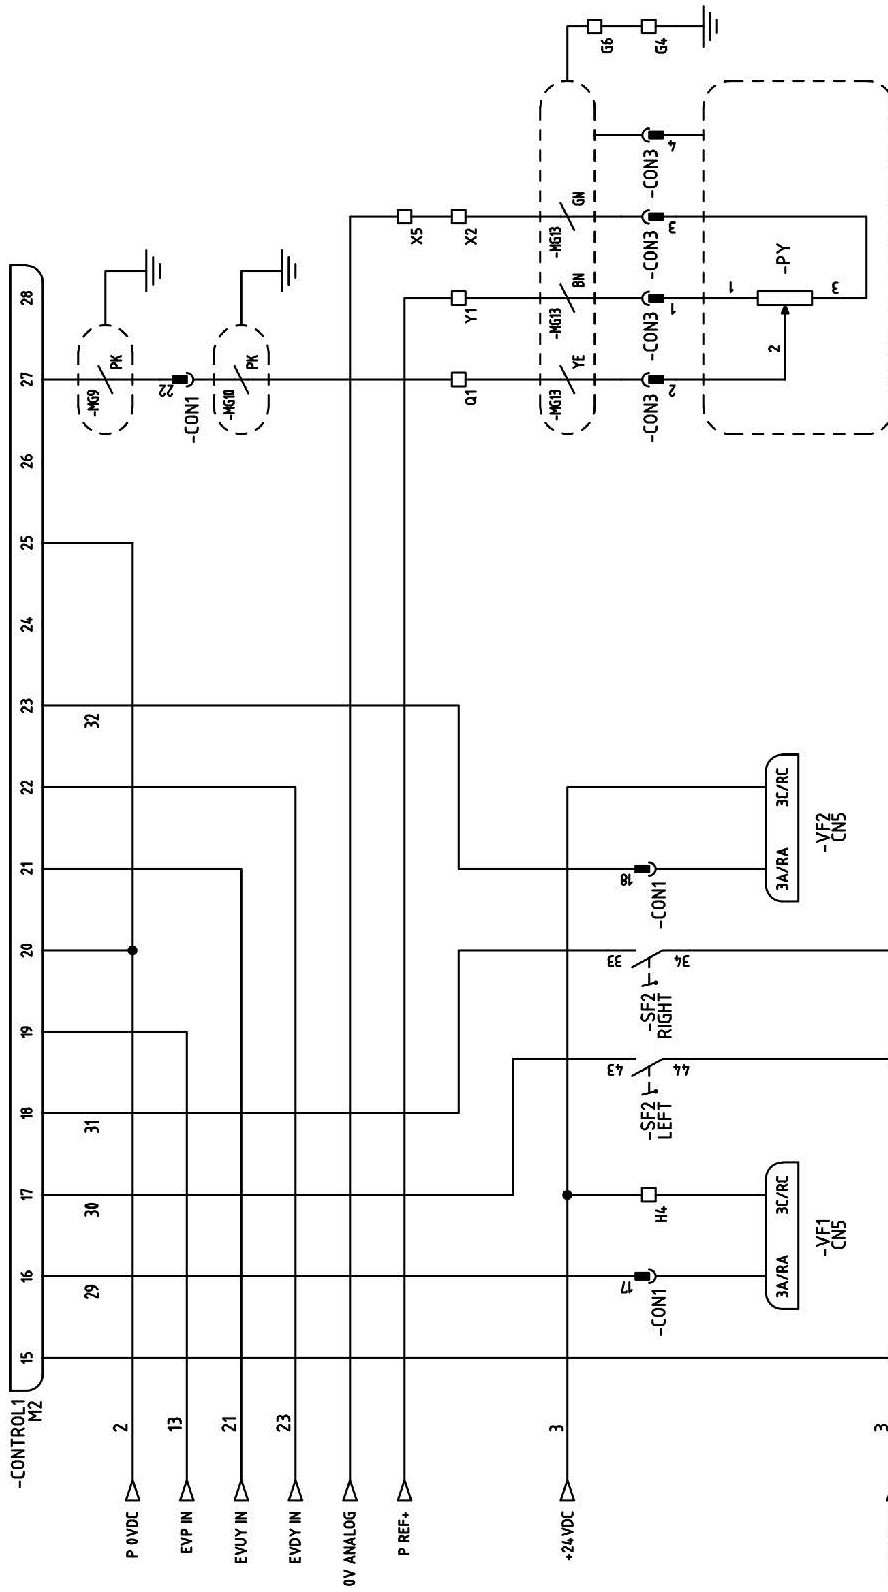 -CONTROL1
M2
15
16
17
18
19
20
21
22
23
24
25
26
27
28
29
30
31
32
P 0VDC
2
EVP IN
13
EVUY IN
21
EVDY IN
23
0V ANALOG
P REF+
+24VDC
3
3
-MG9
PK
22
-CON1
-MG10
PK
Q1
Y1
X5
X2
G6
G4
-MG13
YE
-MG13
BN
-MG13
GN
-CON3
2
-CON3
1
-CON3
3
-CON3
4
-PY
1
2
3
17
-CON1
H4
3A/RA
3C/RC
-VF1
CN5
43
44
-SF2
LEFT
33
34
-SF2
RIGHT
18
-CON1
3A/RA
3C/RC
-VF2
CN5